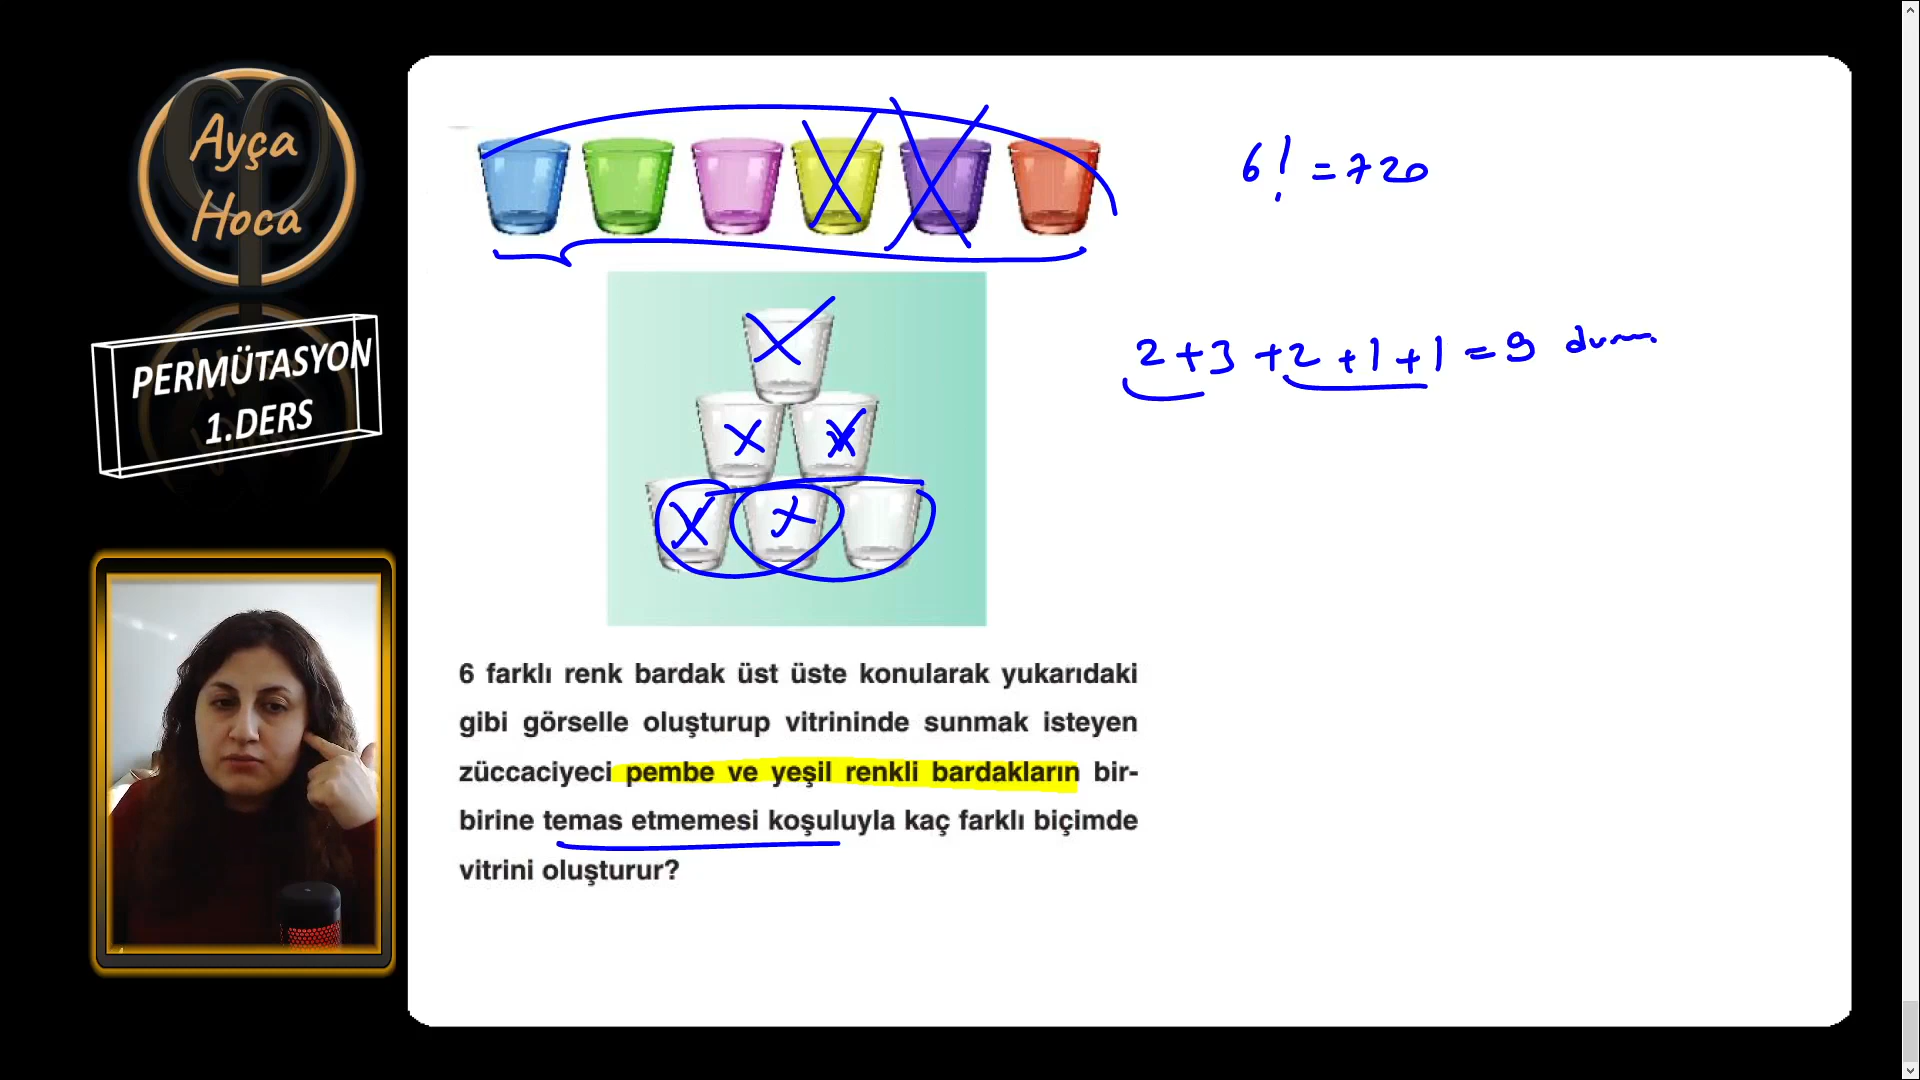 Ayça
Hoca
PERMÜTASYON
1.DERS
6! = 720
2+3+2+1+1=9 durum
6 farklı renk bardak üst üste konularak yukarıdaki
gibi görselle oluşturup vitrininde sunmak isteyen
züccaciyeci pembe ve yeşil renkli bardakların bir-
birine temas etmemesi koşuluyla kaç farklı biçimde
vitrini oluşturur?